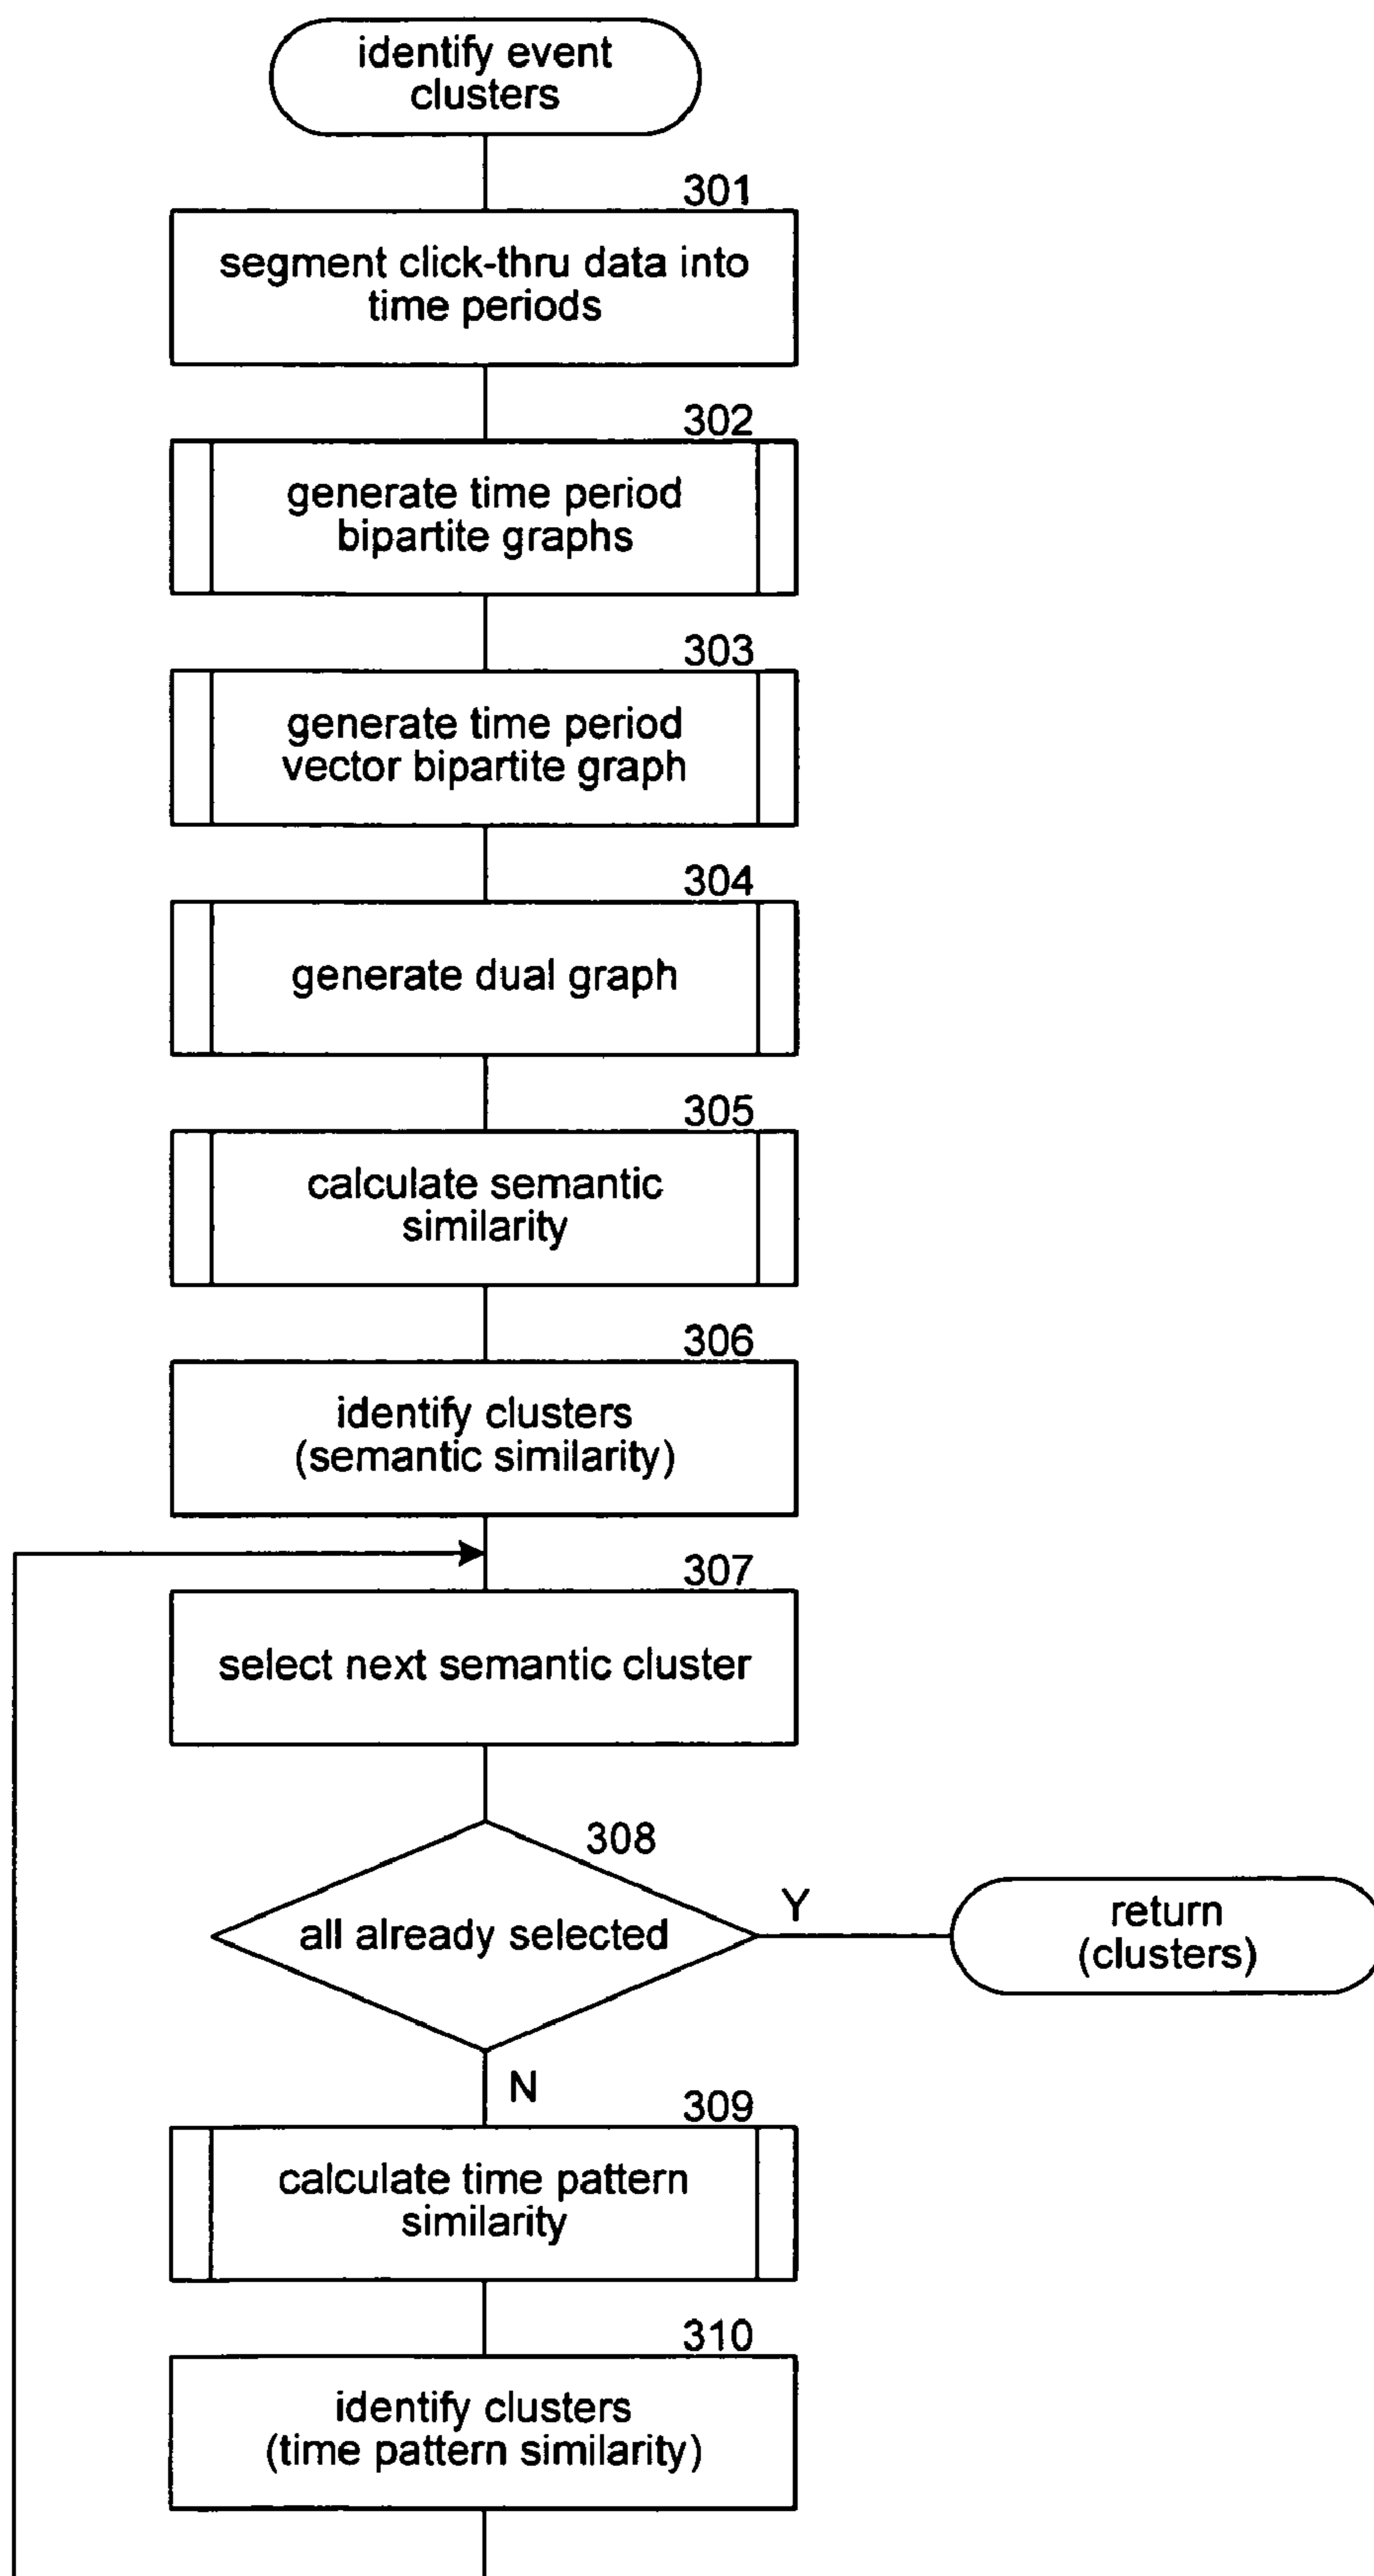 identify event
clusters
301
segment click-thru data into
time periods
302
generate time period
bipartite graphs
303
generate time period
vector bipartite graph
304
generate dual graph
305
calculate semantic
similarity
306
identify clusters
(semantic similarity)
307
select next semantic cluster
308
all already selected
Y
return
(clusters)
N
309
calculate time pattern
similarity
310
identify clusters
(time pattern similarity)